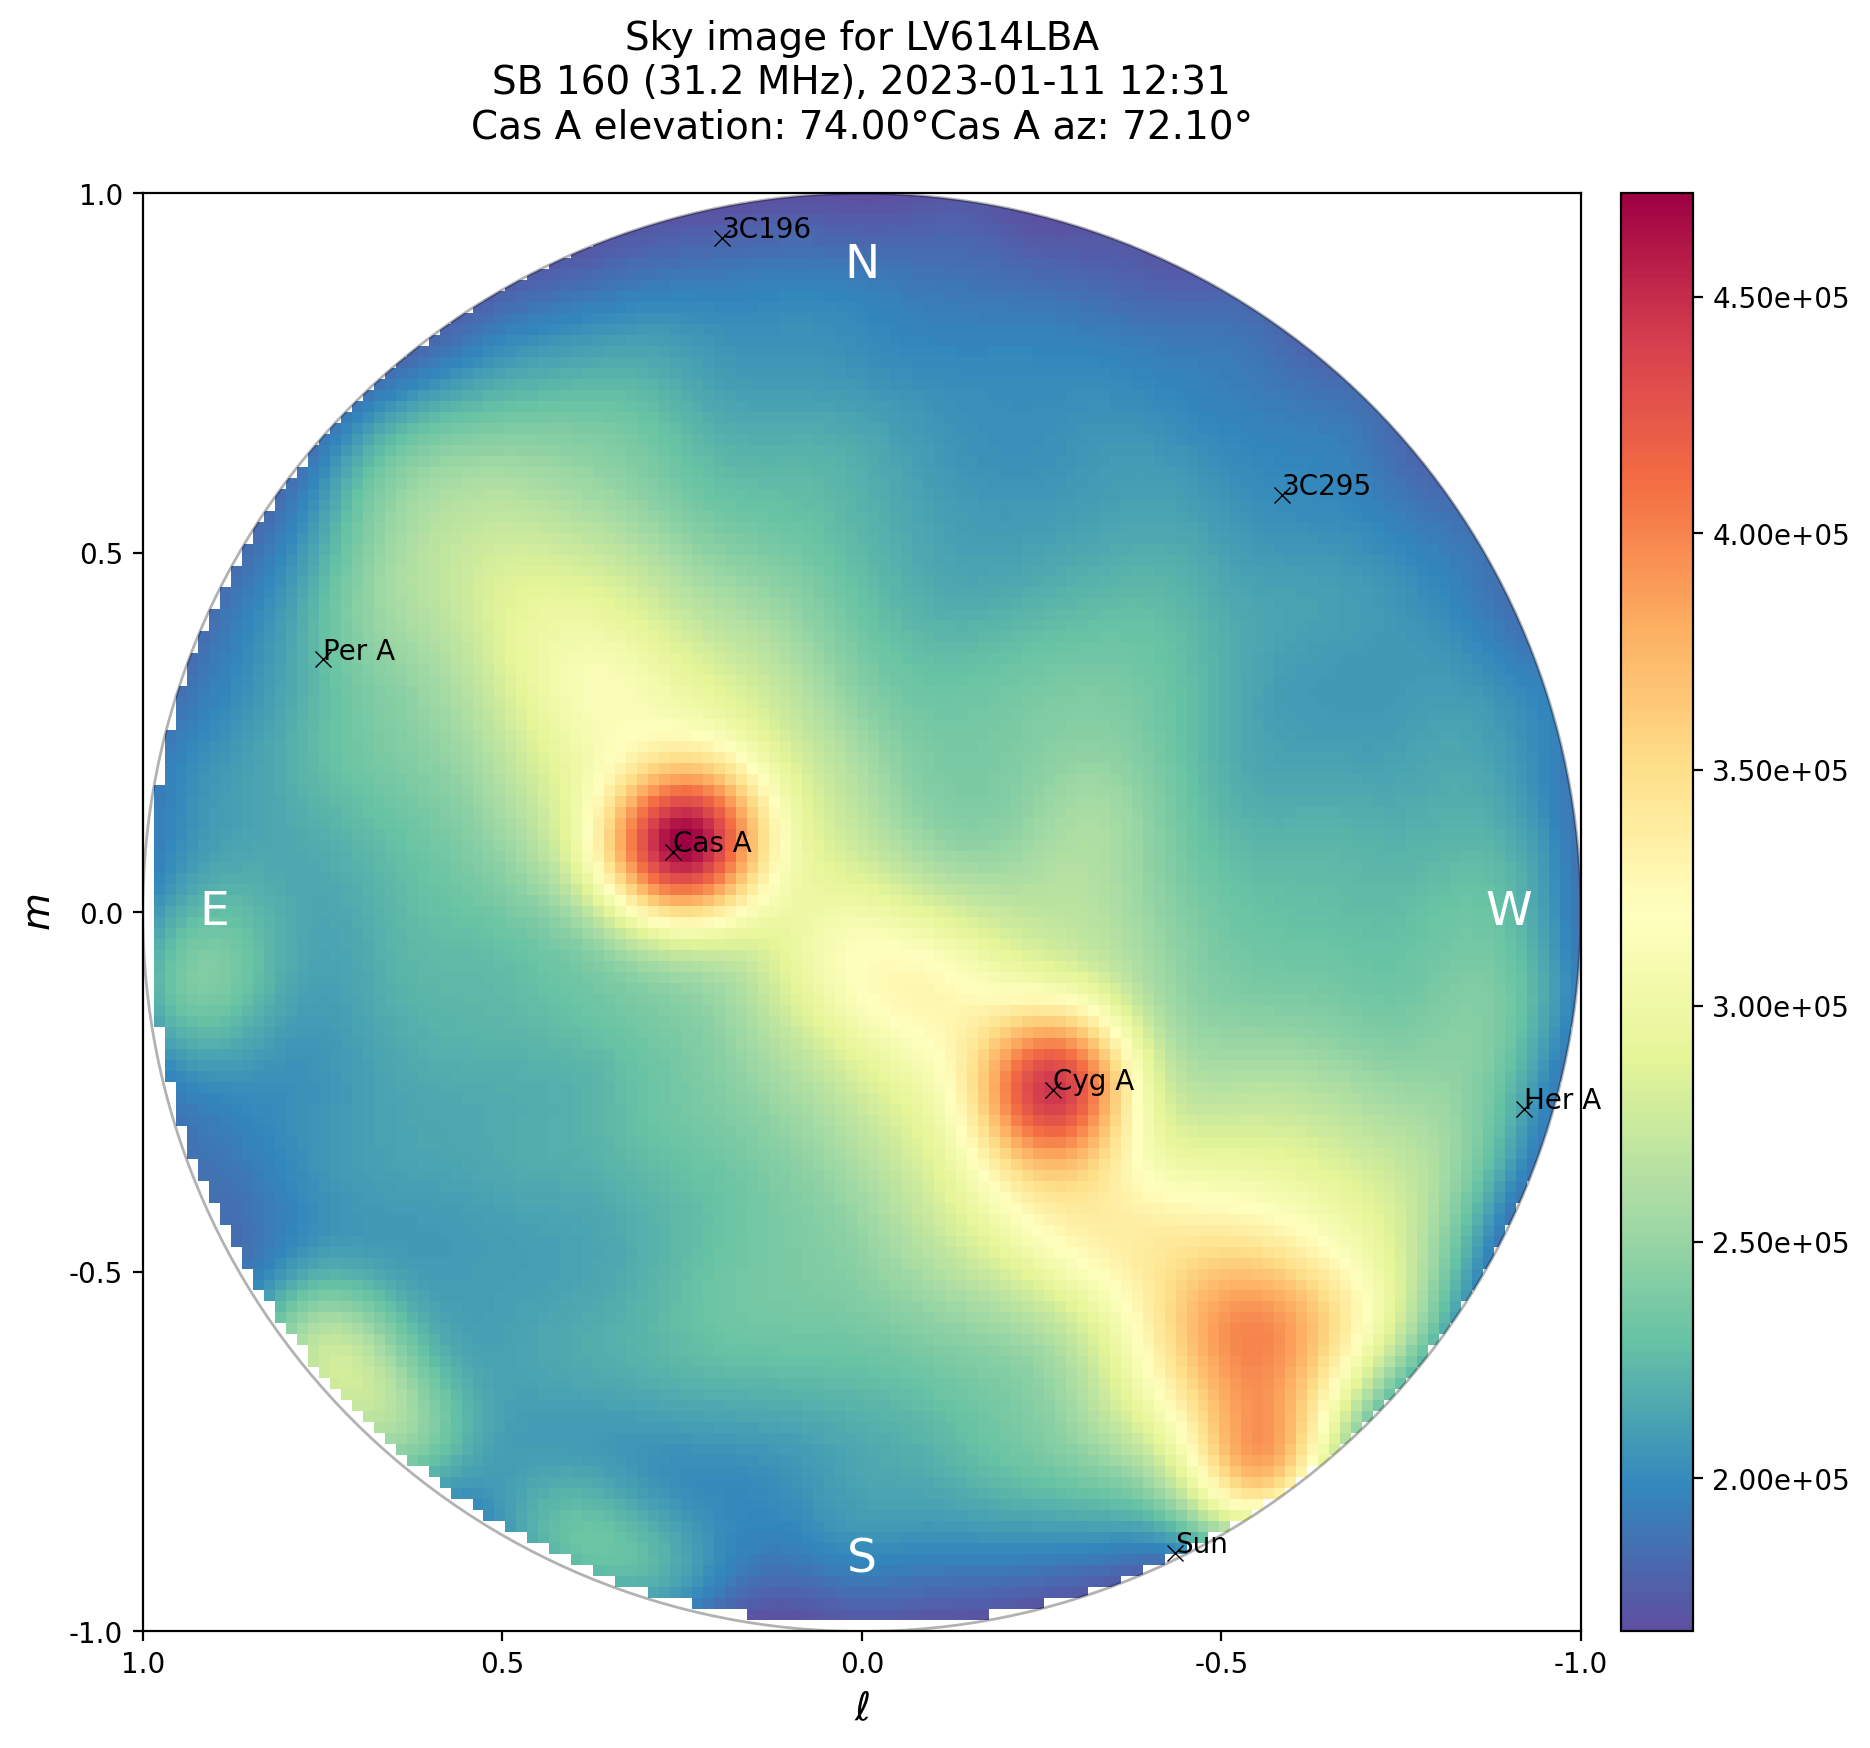 Sky image for LV614LBA
SB 160 (31.2 MHz), 2023-01-11 12:31
Cas A elevation: 74.00°Cas A az: 72.10°
1.0
0.5
0.0
-0.5
-1.0
m
1.0
0.5
0.0
-0.5
-1.0
ℓ
3C196
N
3C295
Per A
Cas A
E
W
Cyg A
Her A
S
Sun
4.50e+05
4.00e+05
3.50e+05
3.00e+05
2.50e+05
2.00e+05